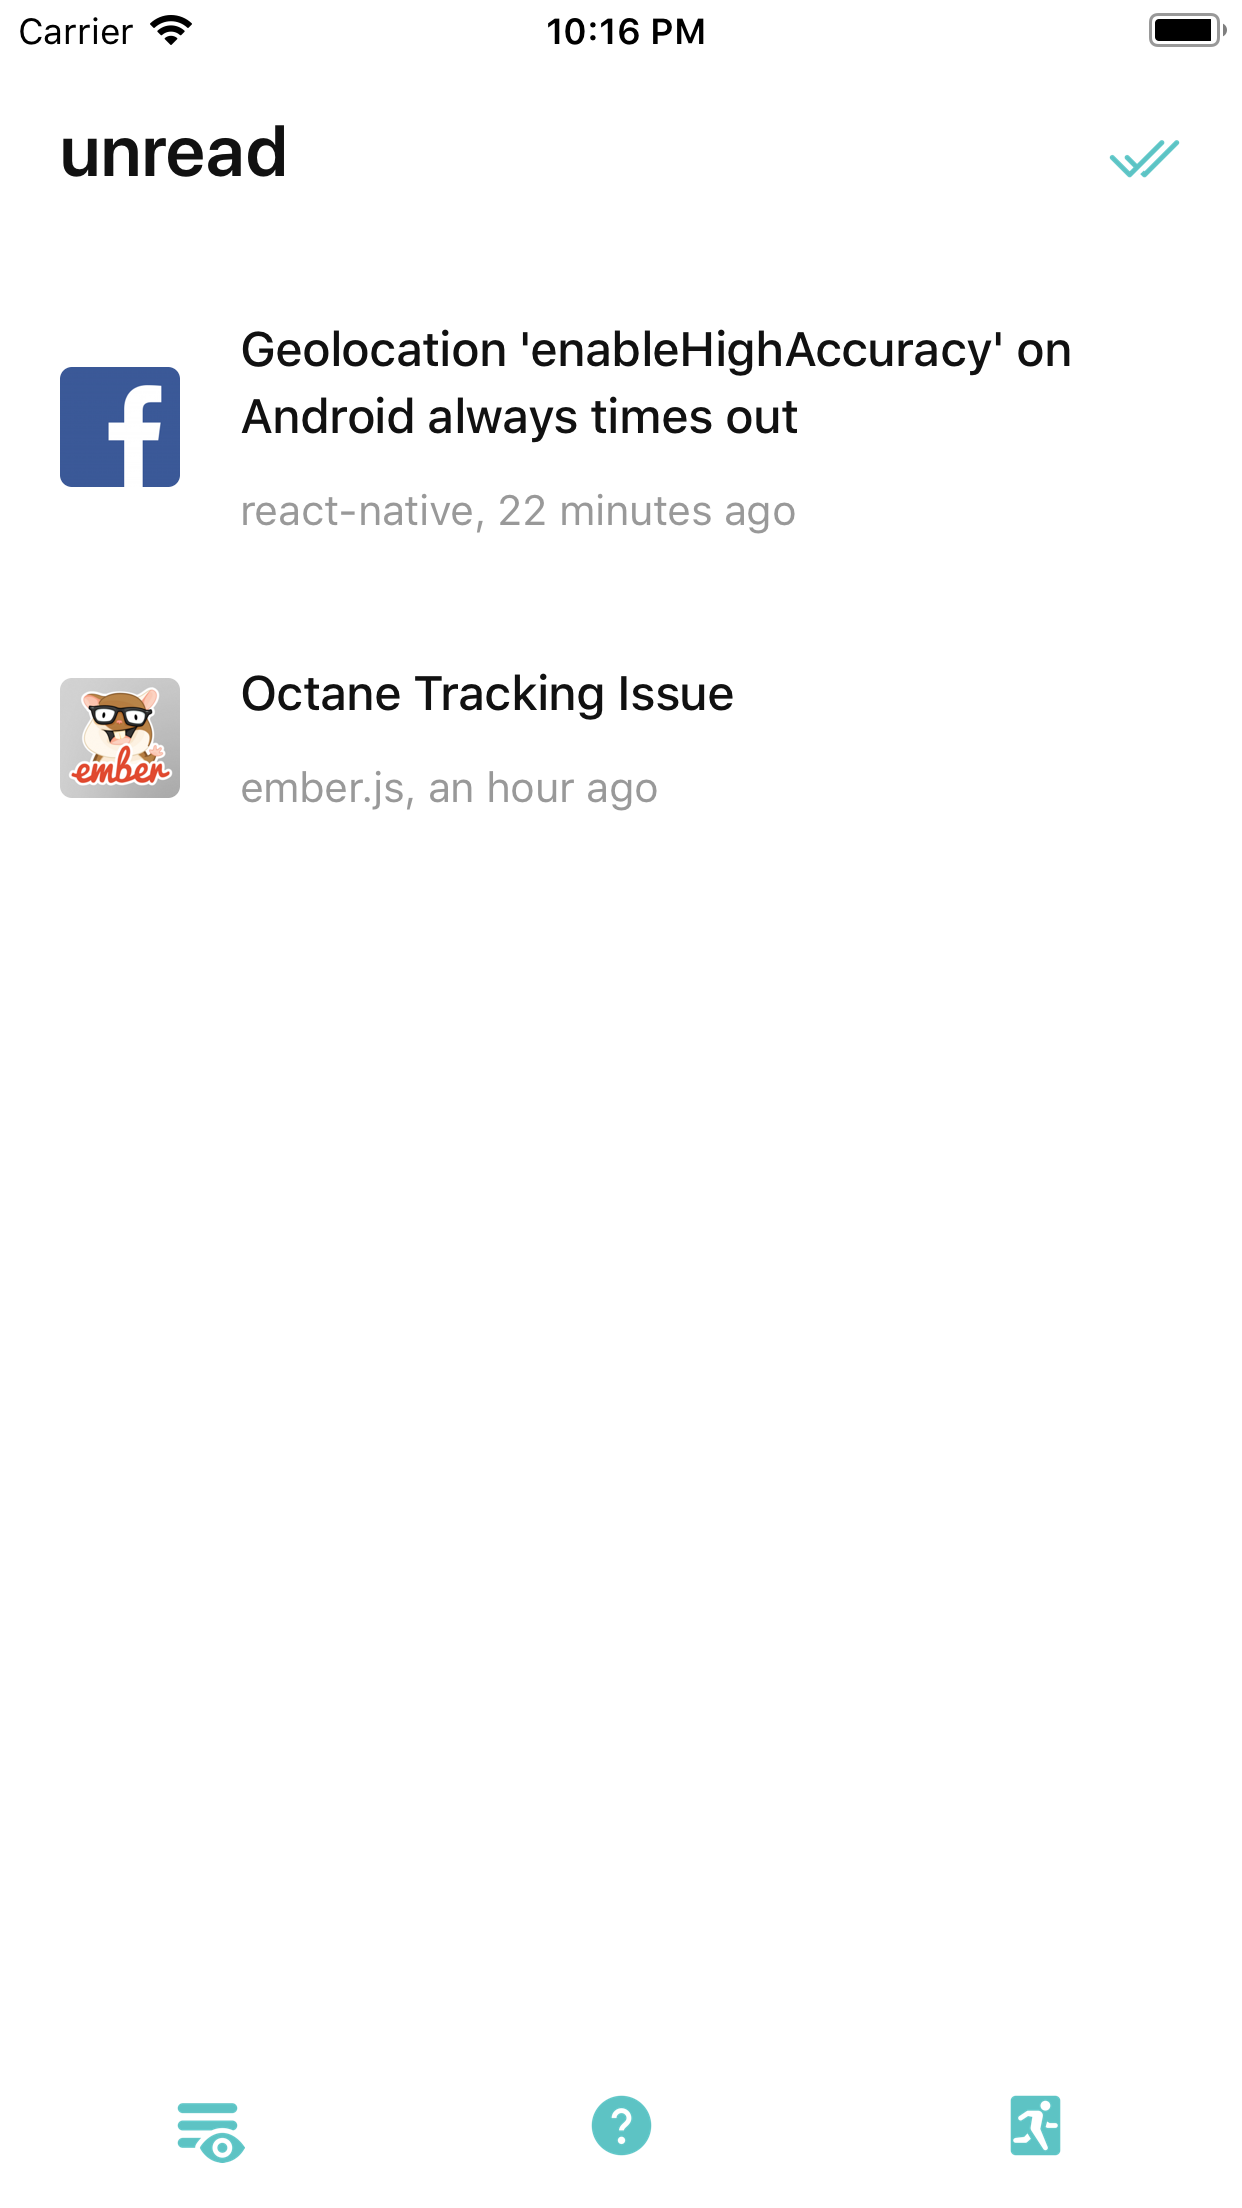 Carrier 10:16 PM
unread
Geolocation 'enableHighAccuracy' on
Android always times out
react-native, 22 minutes ago
Octane Tracking Issue
ember
ember.js, an hour ago
?